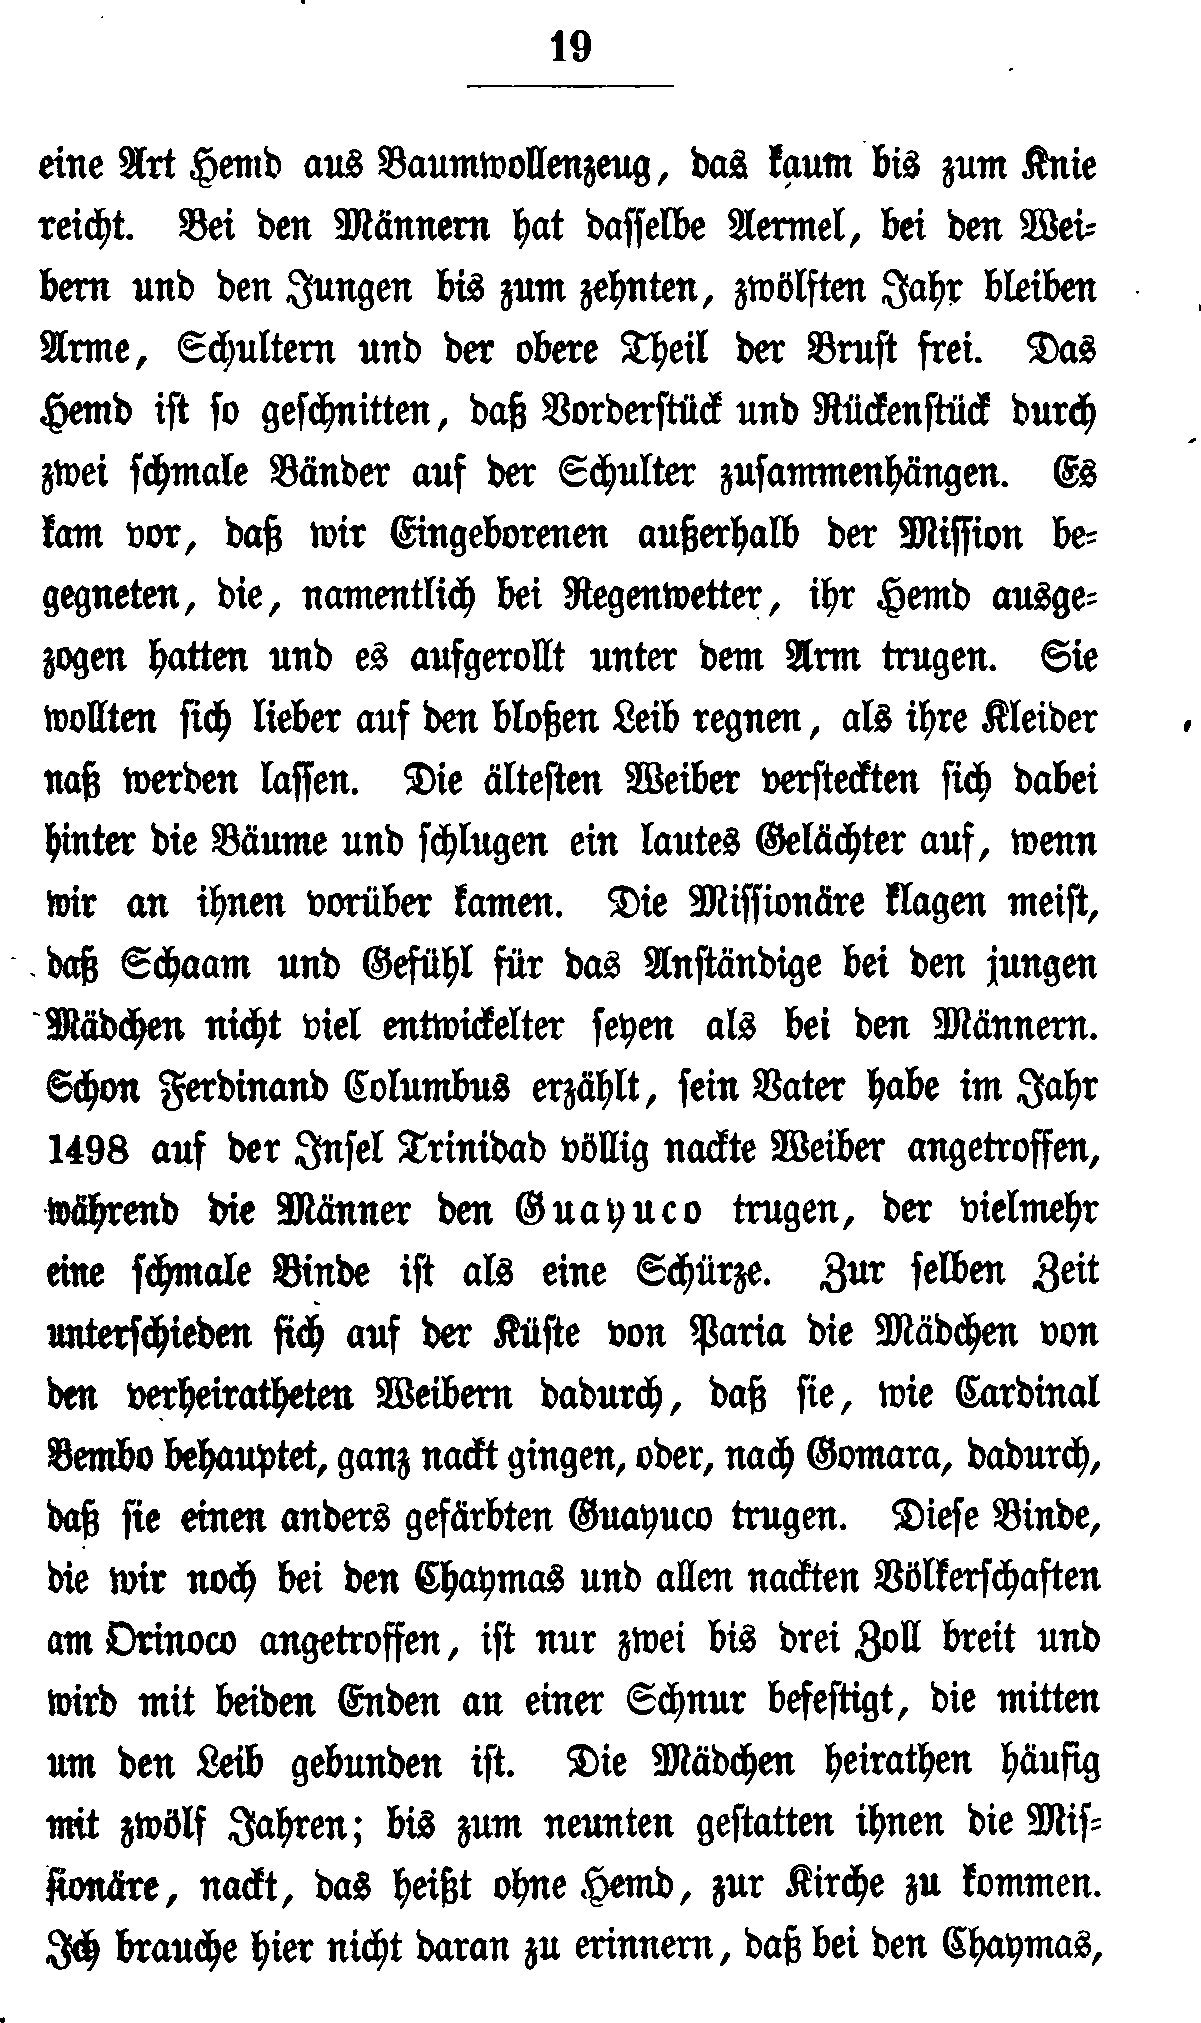 19
eine Art Hemd aus Baumwollenzeug, das kaum bis zum Knie
reicht. Bei den Männern hat dasselbe Aermel, bei den Wei-
bern und den Jungen bis zum zehnten, zwölften Jahr bleiben
Arme, Schultern und der obere Theil der Brust frei. Das
Hemd ist so geschnitten, daß Vorderstück und Rückenstück durch
zwei schmale Bänder auf der Schulter zusammenhängen. Es
kam vor, daß wir Eingeborenen außerhalb der Mission be-
gegneten, die, namentlich bei Regenwetter, ihr Hemd ausge-
zogen hatten und es aufgerollt unter dem Arm trugen. Sie
wollten sich lieber auf den bloßen Leib regnen, als ihre Kleider
naß werden lassen. Die ältesten Weiber versteckten sich dabei
hinter die Bäume und schlugen ein lautes Gelächter auf, wenn
wir an ihnen vorüber kamen. Die Missionäre klagen meist,
daß Schaam und Gefühl für das Anständige bei den jungen
Mädchen nicht viel entwickelter seyen als bei den Männern.
Schon Ferdinand Columbus erzählt, sein Vater habe im Jahr
1498 auf der Insel Trinidad völlig nackte Weiber angetroffen,
während die Männer den Guayuco trugen, der vielmehr
eine schmale Binde ist als eine Schürze. Zur selben Zeit
unterschieden sich auf der Küste von Paria die Mädchen von
den verheiratheten Weibern dadurch, daß sie, wie Cardinal
Bembo behauptet, ganz nackt gingen, oder, nach Gomara, dadurch,
daß sie einen anders gefärbten Guayuco trugen. Diese Binde,
die wir noch bei den Chaymas und allen nackten Völkerschaften
am Orinoco angetroffen, ist nur zwei bis drei Zoll breit und
wird mit beiden Enden an einer Schnur befestigt, die mitten
um den Leib gebunden ist. Die Mädchen heirathen häufig
mit zwölf Jahren; bis zum neunten gestatten ihnen die Mis-
sionäre, nackt, das heißt ohne Hemd, zur Kirche zu kommen.
Ich brauche hier nicht daran zu erinnern, daß bei den Chaymas,